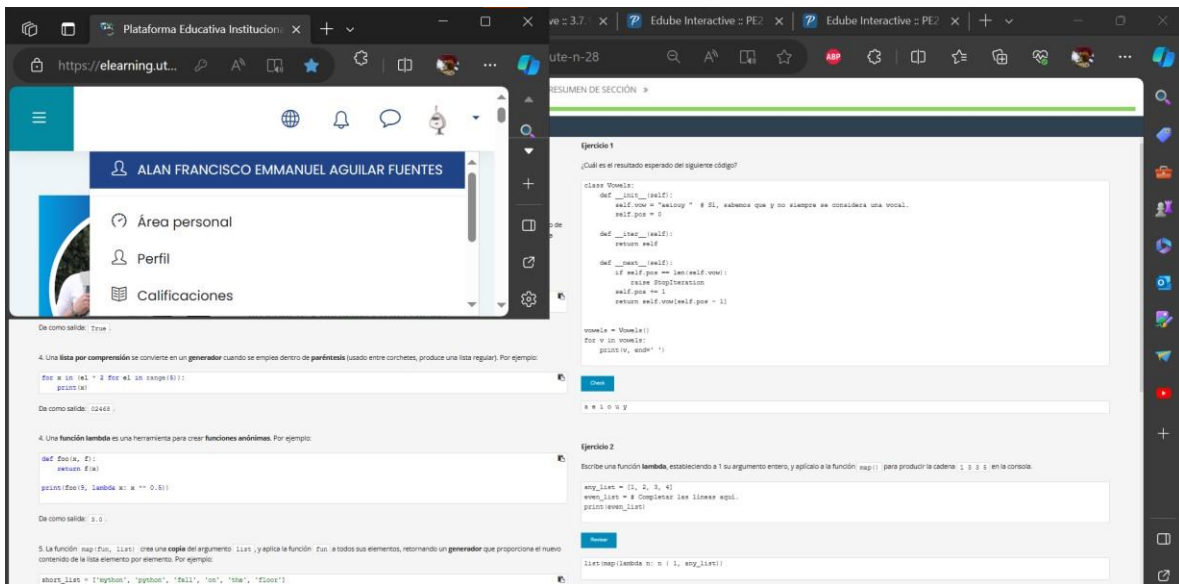 Plataforma Educativa Instituciona
ve :: 3.7.1
Edube Interactive :: PE2
Edube Interactive :: PE2
https://elearning.ut...
ute-n-28
ABP
RESUMEN DE SECCIÓN »
ALAN FRANCISCO EMMANUEL AGUILAR FUENTES
Área personal
Perfil
Calificaciones
Da como salida: True .
4. Una lista por comprensión se convierte en un generador cuando se emplea dentro de paréntesis (usado entre corchetes, produce una lista regular). Por ejemplo:
for x in (el * 2 for el in range(5)):
print(x)
Da como salida: 02468 .
4. Una función lambda es una herramienta para crear funciones anónimas. Por ejemplo:
def foo(x, f):
return f(x)
print(foo(9, lambda x: x ** 0.5))
Da como salida: 3.0 .
5. La función map(fun, list) crea una copia del argumento list , y aplica la función fun a todos sus elementos, retornando un generador que proporciona el nuevo
contenido de la lista elemento por elemento. Por ejemplo:
short_list = ['mython', 'python', 'fell', 'on', 'the', 'floor']
Ejercicio 1
¿Cuál es el resultado esperado del siguiente código?
class Vowels:
def __init__(self):
self.vow = "aeiouy " # Sí, sabemos que y no siempre se considera una vocal.
self.pos = 0
def __iter__(self):
return self
def __next__(self):
if self.pos == len(self.vow):
raise StopIteration
self.pos += 1
return self.vow[self.pos - 1]
vowels = Vowels()
for v in vowels:
print(v, end=' ')
Check
a e i o u y
Ejercicio 2
Escribe una función lambda, estableciendo a 1 su argumento entero, y aplícalo a la función map() para producir la cadena 1 3 3 5 en la consola.
any_list = [1, 2, 3, 4]
even_list = # Completar las líneas aquí.
print(even_list)
Revisar
list(map(lambda n: n | 1, any_list))